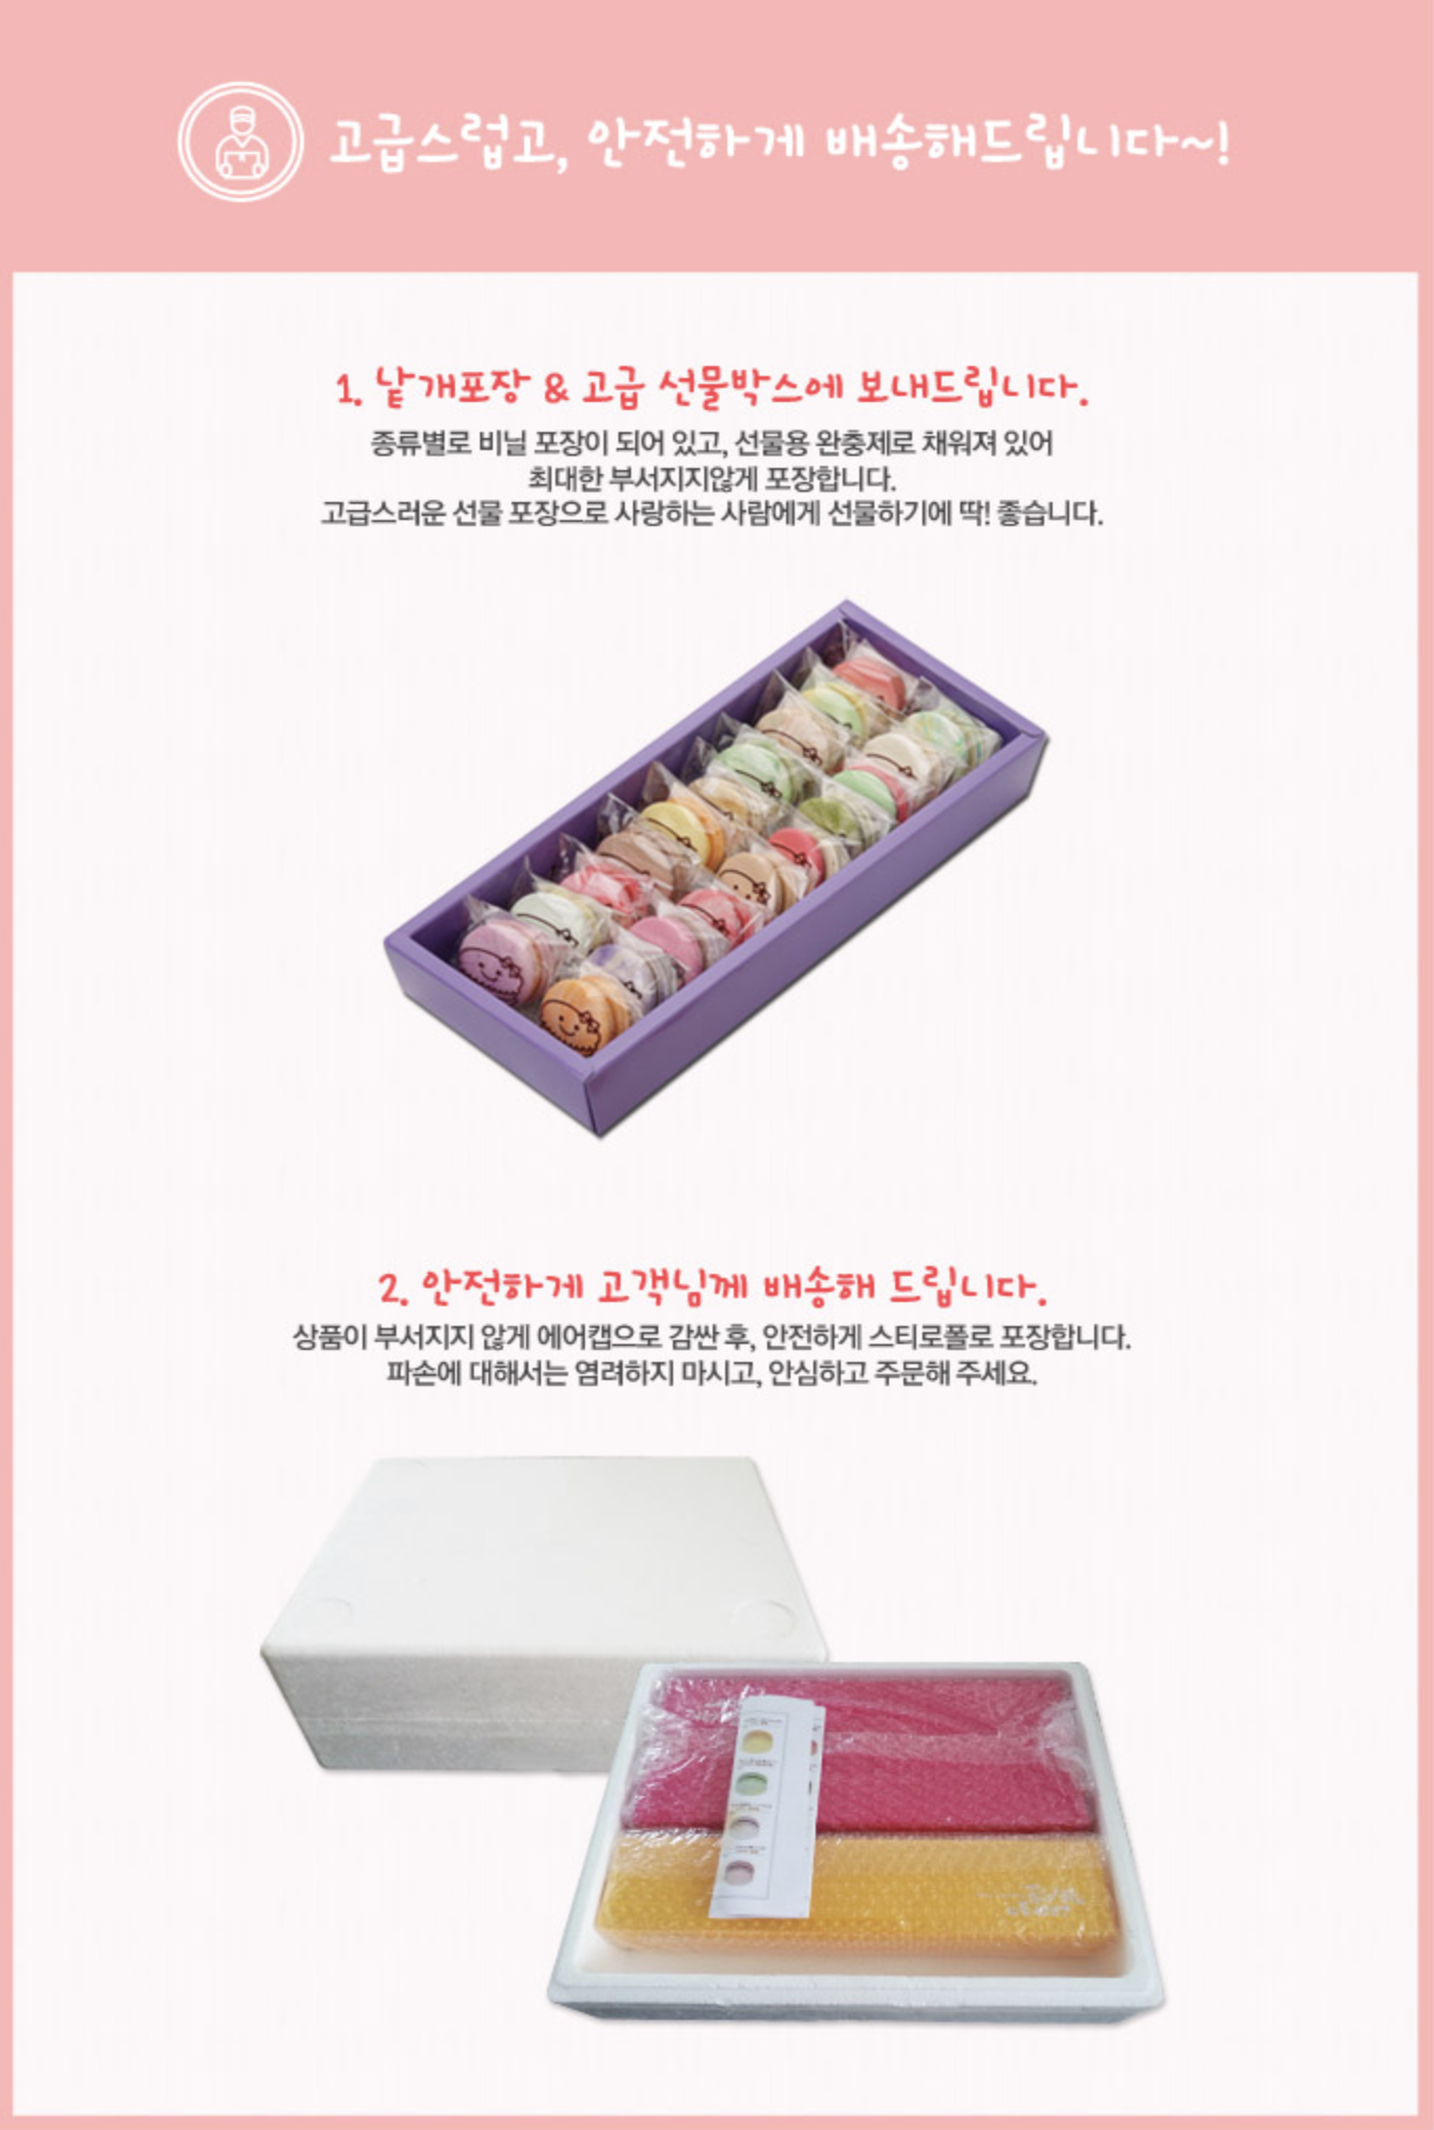 고급스럽고, 안전하게 배송해드립니다~!
1. 낱개포장 & 고급 선물박스에 보내드립니다.
종류별로 비닐 포장이 되어 있고, 선물용 완충제로 채워져 있어
최대한 부서지지않게 포장합니다.
고급스러운 선물 포장으로 사랑하는 사람에게 선물하기에 딱! 좋습니다.
2. 안전하게 고객님께 배송해 드립니다.
상품이 부서지지 않게 에어캡으로 감싼 후, 안전하게 스티로폴로 포장합니다.
파손에 대해서는 염려하지 마시고, 안심하고 주문해 주세요.